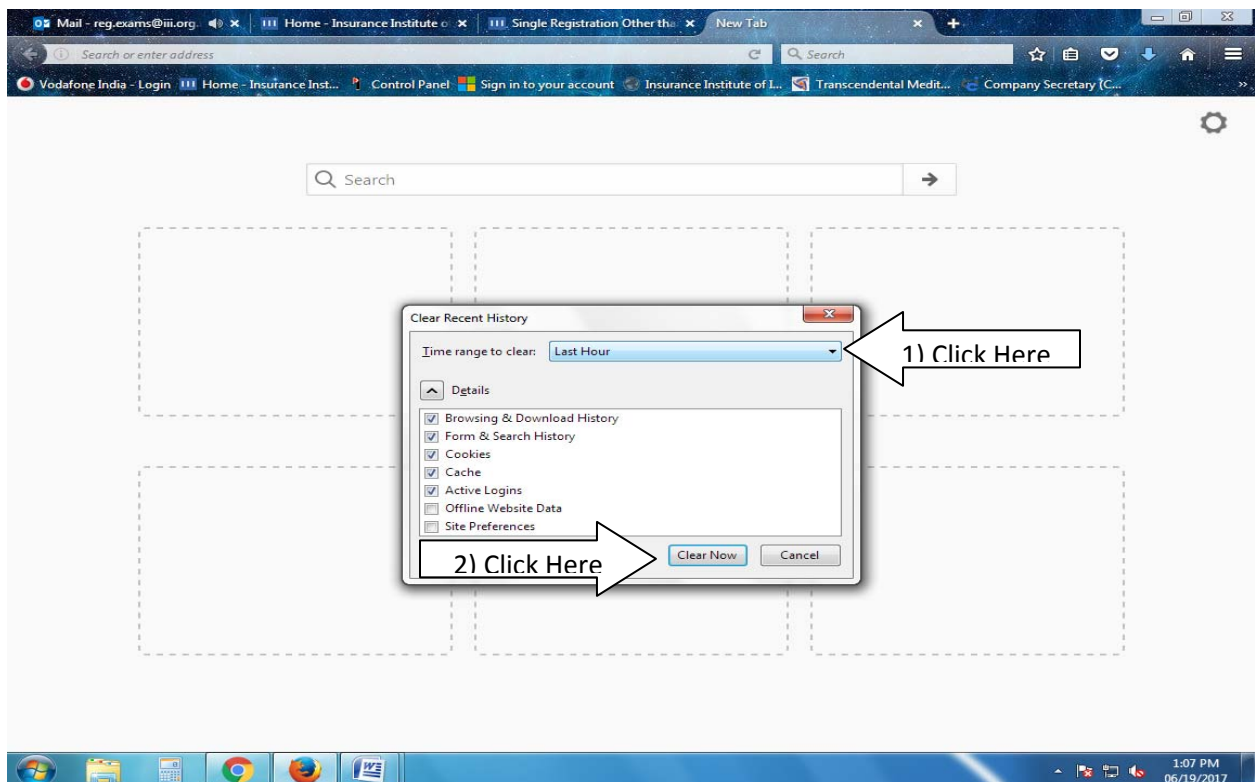 Mail - reg.exams@iii.org. Home - Insurance Institute o Single Registration Other tha New Tab
Search or enter address Search
Vodafone India - Login Home - Insurance Inst... Control Panel Sign in to your account Insurance Institute of I... Transcendental Medit... Company Secretary (C...
Search
Clear Recent History
Time range to clear: Last Hour
1) Click Here
Details
Browsing & Download History
Form & Search History
Cookies
Cache
Active Logins
Offline Website Data
Site Preferences
2) Click Here
Clear Now Cancel
1:07 PM
06/19/2017